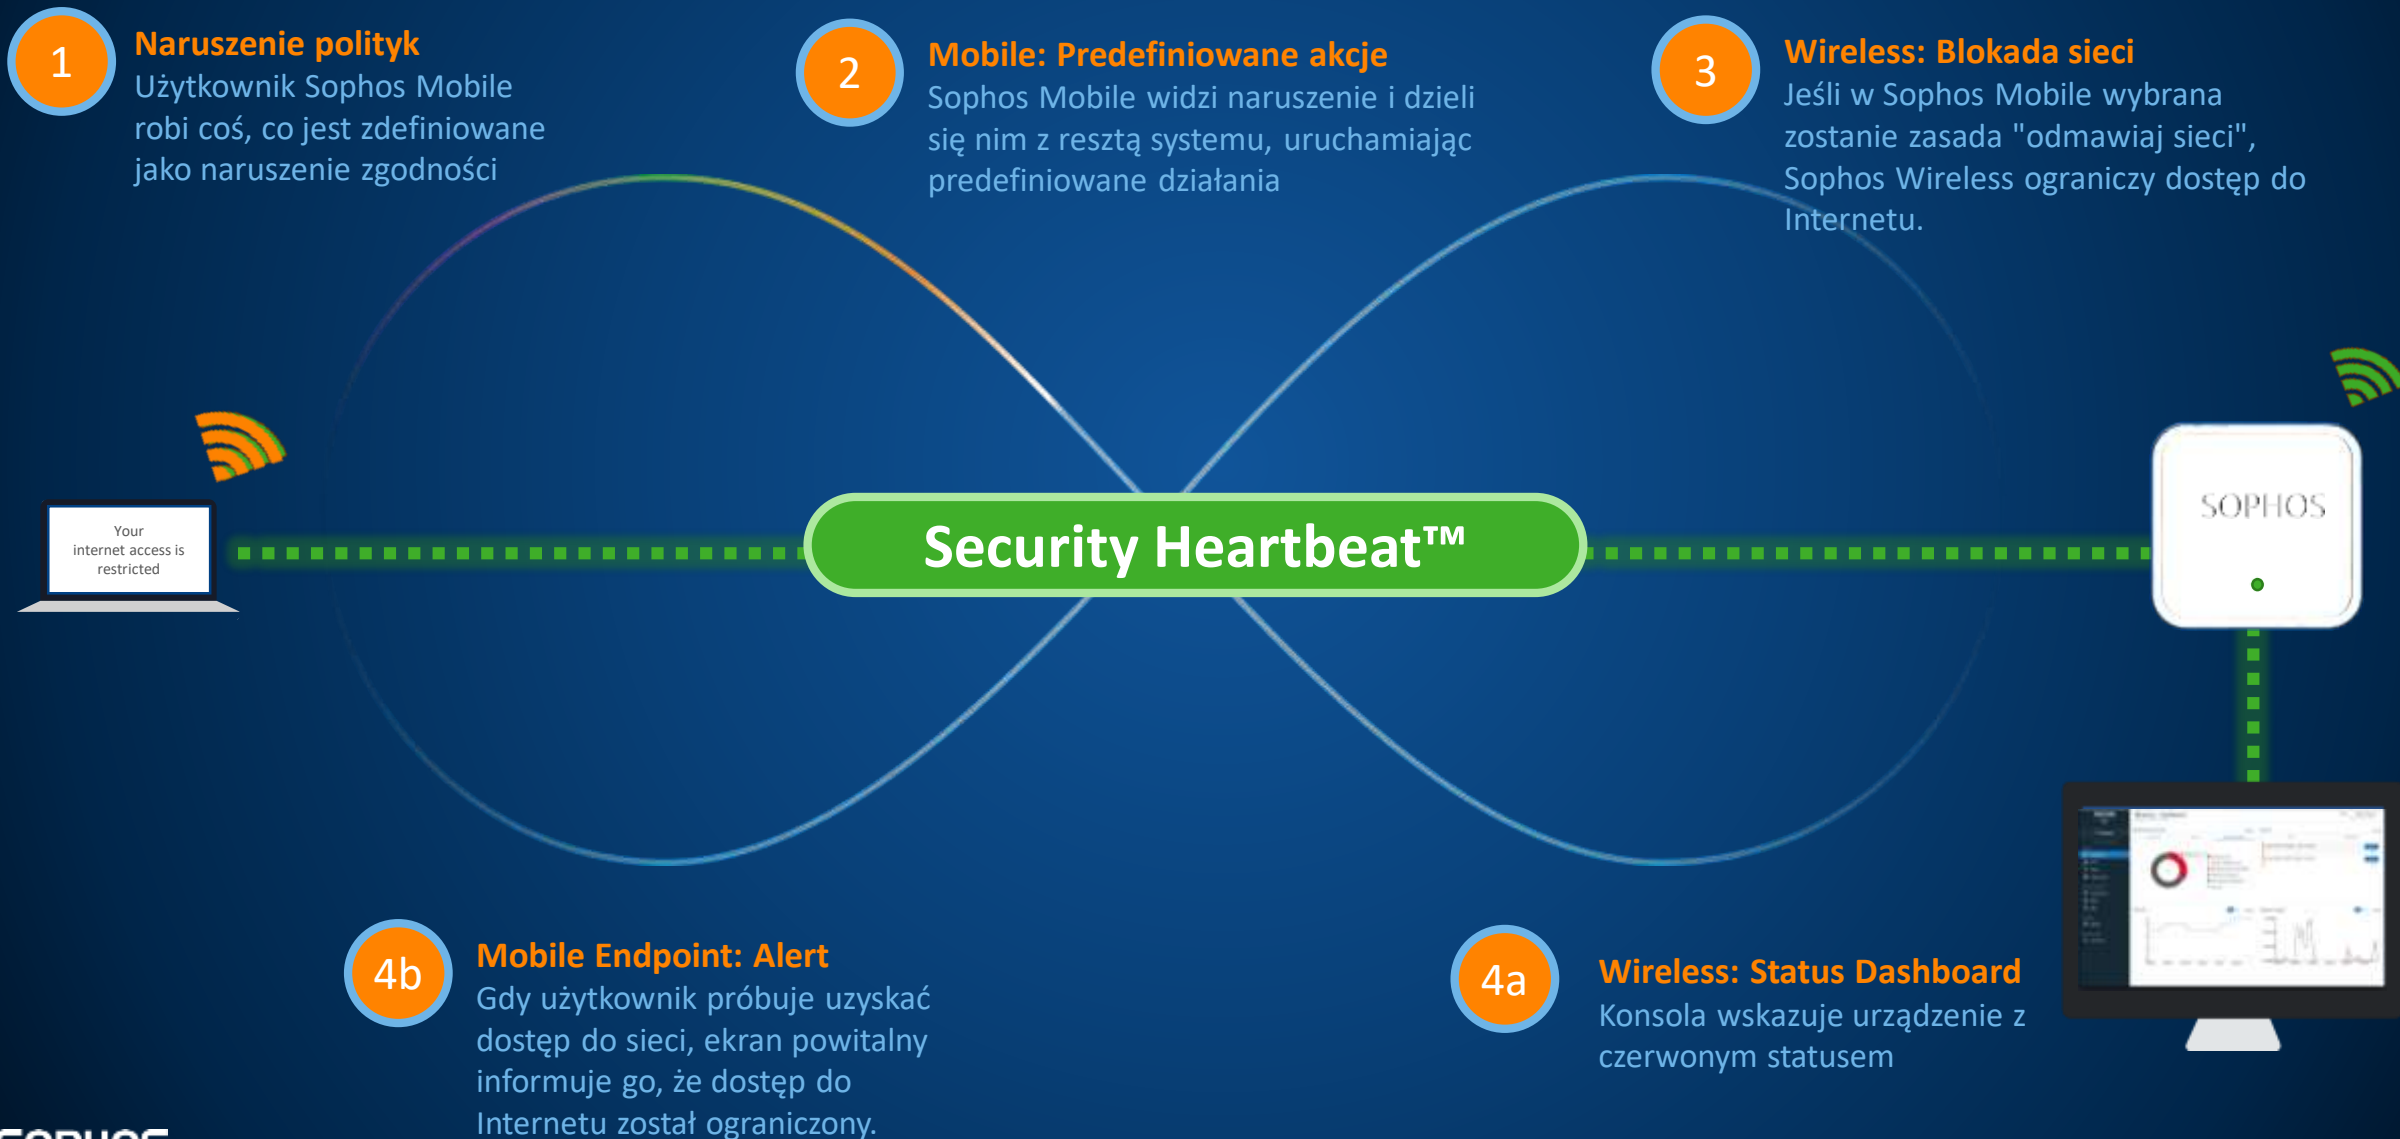 1
Naruszenie polityk
Użytkownik Sophos Mobile
robi coś, co jest zdefiniowane
jako naruszenie zgodności
2
Mobile: Predefiniowane akcje
Sophos Mobile widzi naruszenie i dzieli
się nim z resztą systemu, uruchamiając
predefiniowane działania
3
Wireless: Blokada sieci
Jeśli w Sophos Mobile wybrana
zostanie zasada "odmawiaj sieci",
Sophos Wireless ograniczy dostęp do
Internetu.
Your
internet access is
restricted
Security Heartbeat™
SOPHOS
4b
Mobile Endpoint: Alert
Gdy użytkownik próbuje uzyskać
dostęp do sieci, ekran powitalny
informuje go, że dostęp do
Internetu został ograniczony.
4a
Wireless: Status Dashboard
Konsola wskazuje urządzenie z
czerwonym statusem
SOPHOS